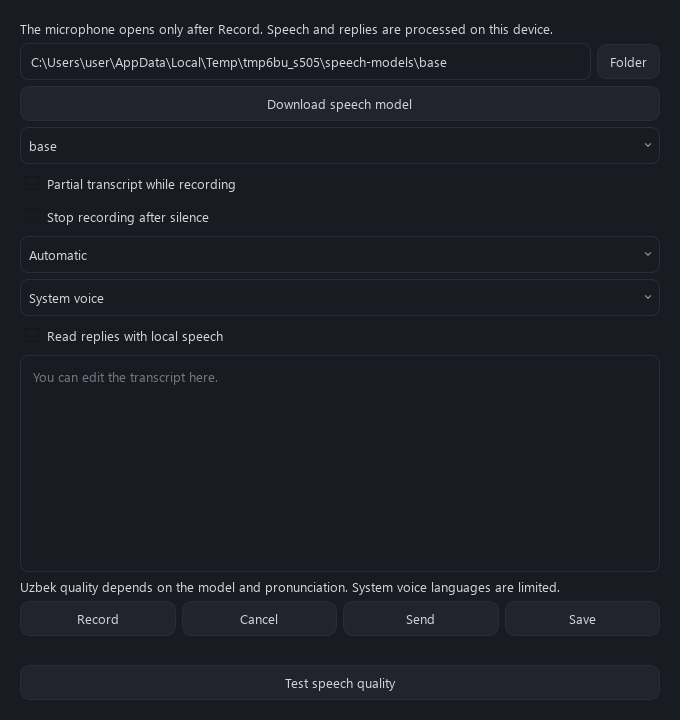 The microphone opens only after Record. Speech and replies are processed on this device.
C:\Users\user\AppData\Local\Temp\tmp6bu_s505\speech-models\base
Folder
Download speech model
base
Partial transcript while recording
Stop recording after silence
Automatic
System voice
Read replies with local speech
You can edit the transcript here.
Uzbek quality depends on the model and pronunciation. System voice languages are limited.
Record
Cancel
Send
Save
Test speech quality